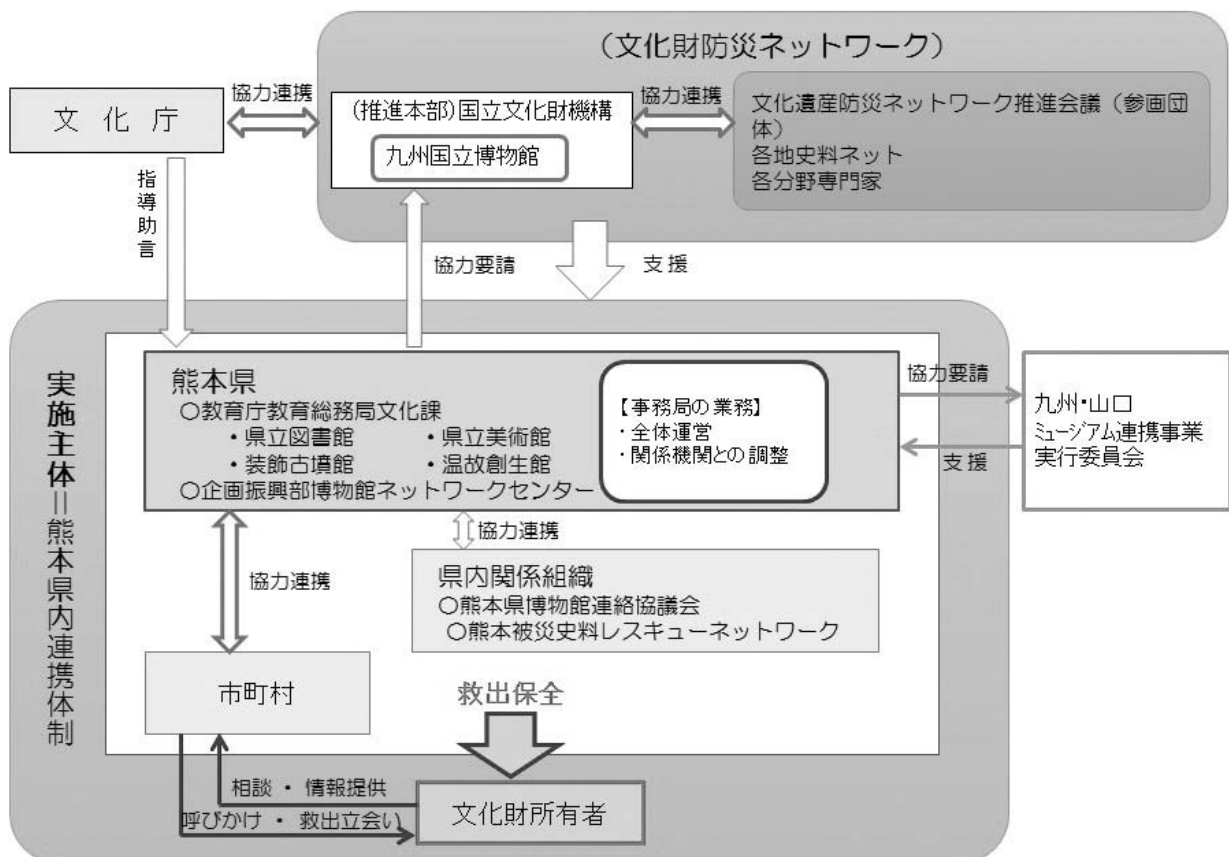 （文化財防災ネットワーク）
文化庁
協力連携
(推進本部)国立文化財機構
九州国立博物館
協力連携
文化遺産防災ネットワーク推進会議（参画団
体）
各地史料ネット
各分野専門家
指導助言
協力要請
支援
実施主体＝熊本県内連携体制
熊本県
○教育庁教育総務局文化課
・県立図書館
・県立美術館
・装飾古墳館
・温故創生館
○企画振興部博物館ネットワークセンター
【事務局の業務】
・全体運営
・関係機関との調整
協力要請
支援
九州・山口
ミュージアム連携事業
実行委員会
協力連携
協力連携
県内関係組織
○熊本県博物館連絡協議会
○熊本被災史料レスキューネットワーク
市町村
救出保全
相談・情報提供
呼びかけ・救出立会い
文化財所有者